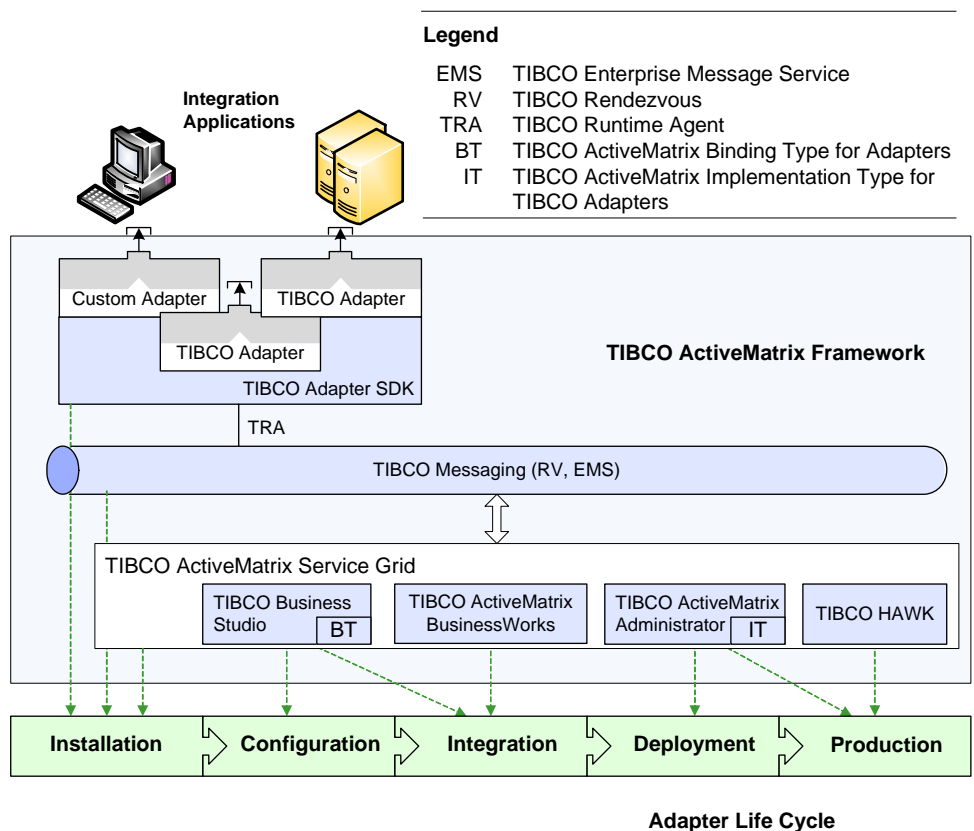 Legend
EMS TIBCO Enterprise Message Service
RV TIBCO Rendezvous
TRA TIBCO Runtime Agent
BT TIBCO ActiveMatrix Binding Type for Adapters
IT TIBCO ActiveMatrix Implementation Type for
TIBCO Adapters
Integration
Applications
Custom Adapter
TIBCO Adapter
TIBCO Adapter
TIBCO Adapter SDK
TIBCO ActiveMatrix Framework
TRA
TIBCO Messaging (RV, EMS)
TIBCO ActiveMatrix Service Grid
TIBCO Business
Studio
BT
TIBCO ActiveMatrix
BusinessWorks
TIBCO ActiveMatrix
Administrator
IT
TIBCO HAWK
Installation
Configuration
Integration
Deployment
Production
Adapter Life Cycle